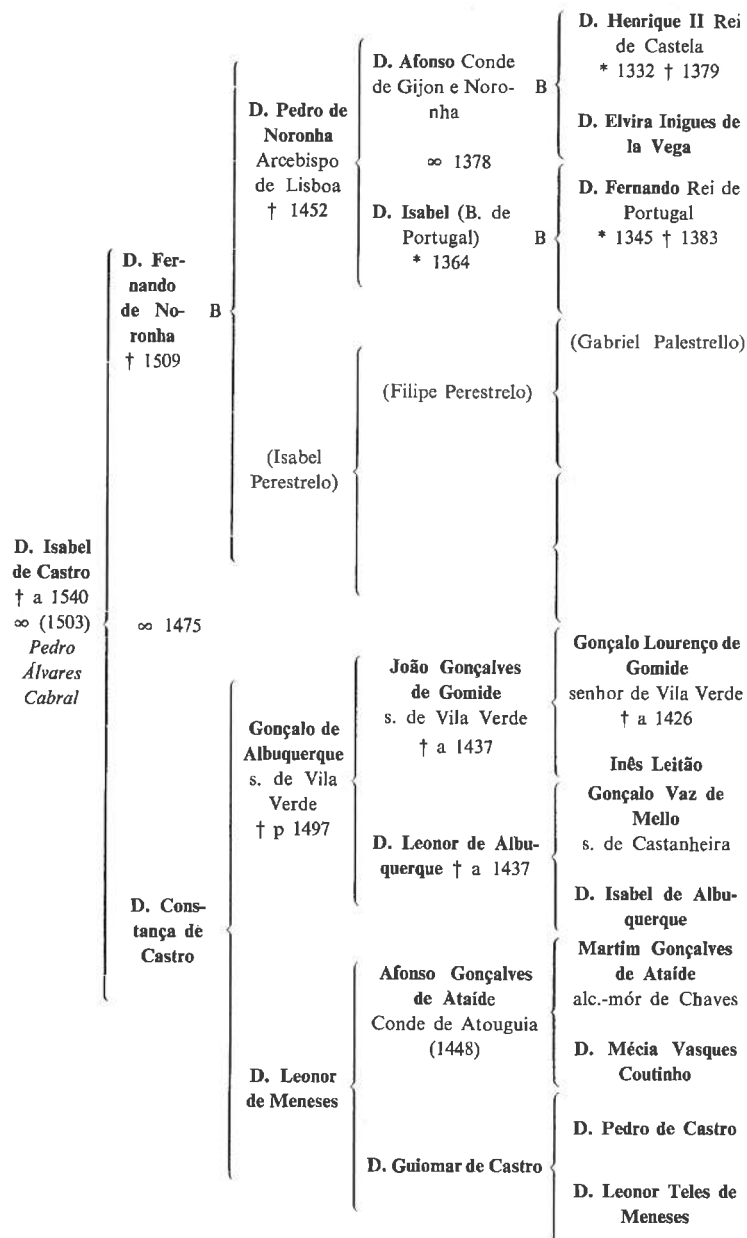 D. Henrique II Rei
de Castela
* 1332 † 1379
D. Afonso Conde
de Gijon e Noro-
nha
B
D. Elvira Inigues de
la Vega
D. Pedro de
Noronha
Arcebispo
de Lisboa
† 1452
∞ 1378
D. Isabel (B. de
Portugal)
* 1364
B
D. Fernando Rei de
Portugal
* 1345 † 1383
D. Fer-
nando
de No-
ronha
† 1509
B
(Gabriel Palestrello)
(Filipe Perestrelo)
(Isabel
Perestrelo)
D. Isabel
de Castro
† a 1540
∞ (1503)
Pedro
Álvares
Cabral
∞ 1475
João Gonçalves
de Gomide
s. de Vila Verde
† a 1437
Gonçalo Lourenço de
Gomide
senhor de Vila Verde
† a 1426
Inês Leitão
Gonçalo de
Albuquerque
s. de Vila
Verde
† p 1497
Gonçalo Vaz de
Mello
s. de Castanheira
D. Leonor de Albu-
querque † a 1437
D. Isabel de Albu-
querque
D. Cons-
tança de
Castro
Afonso Gonçalves
de Ataíde
Conde de Atouguia
(1448)
Martim Gonçalves
de Ataíde
alc.-mór de Chaves
D. Mécia Vasques
Coutinho
D. Leonor
de Meneses
D. Pedro de Castro
D. Guiomar de Castro
D. Leonor Teles de
Meneses